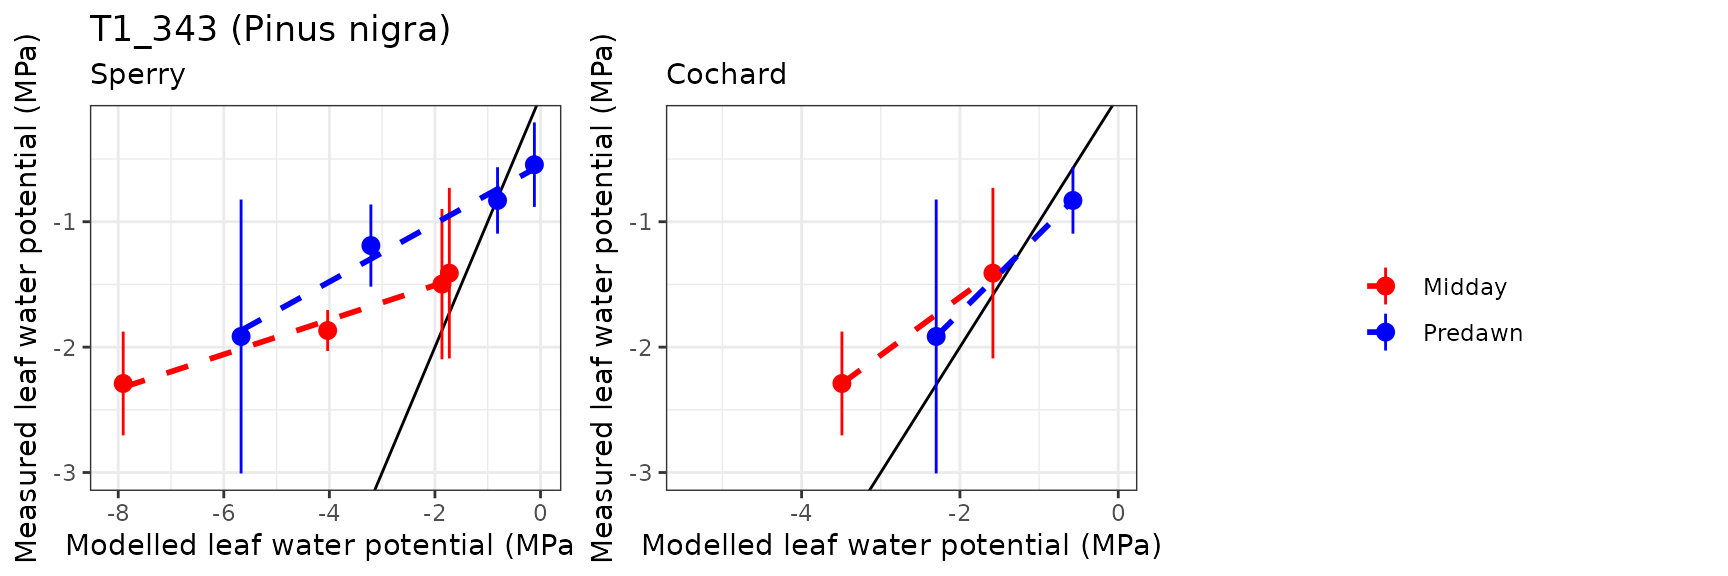 T1_343 (Pinus nigra)
Sperry
Measured leaf water potential (MPa)
-1
-2
-3
-8
-6
-4
-2
0
Modelled leaf water potential (MPa
Cochard
Measured leaf water potential (MPa)
-1
-2
-3
-4
-2
0
Modelled leaf water potential (MPa)
Midday
Predawn